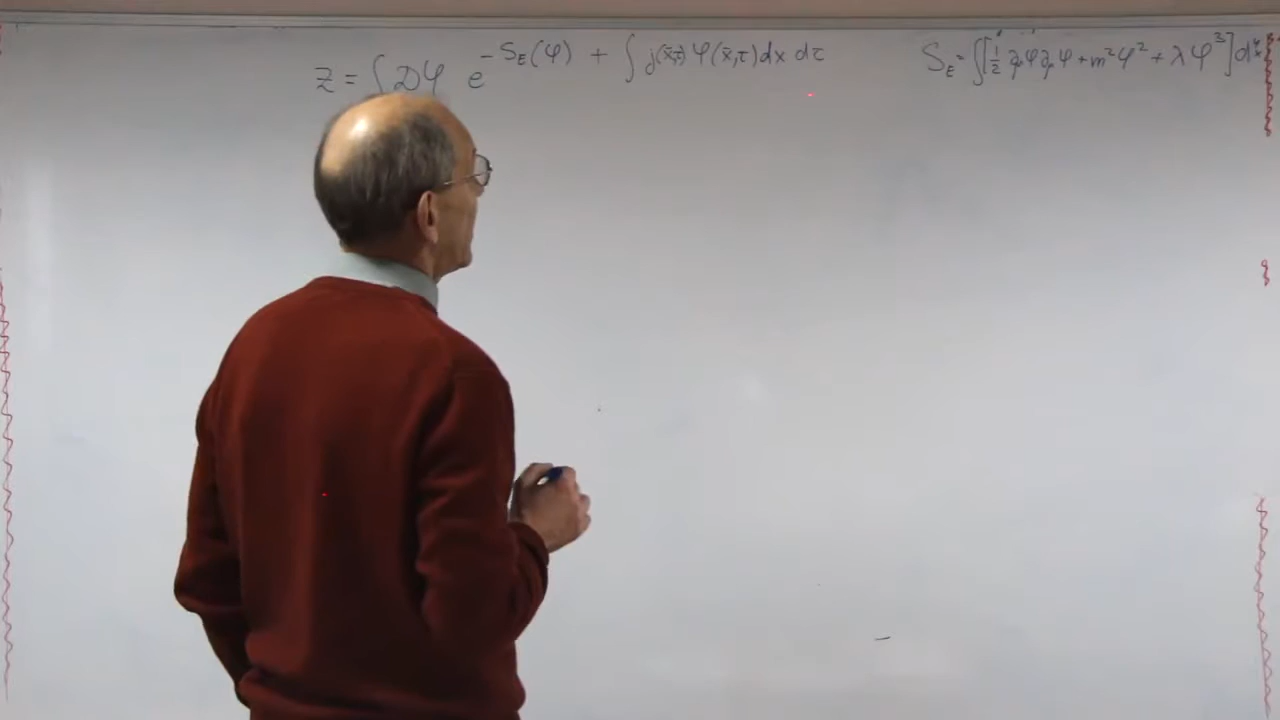 z = ∫ Dφ e^{-S_E(φ) + ∫ j(x̄,τ) φ(x̄,τ) dx dτ}
S_E = ∫[½ ∂_μφ ∂_μφ + m²φ² + λφ³] d⁴x